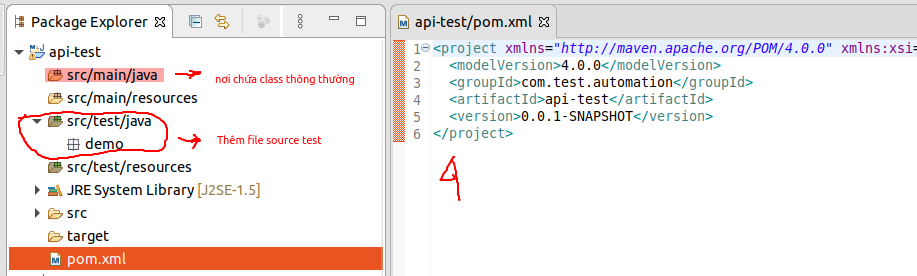 Package Explorer
api-test
src/main/java
nơi chứa class thông thường
src/main/resources
src/test/java
Thêm file source test
demo
src/test/resources
JRE System Library [J2SE-1.5]
src
target
pom.xml
api-test/pom.xml
1 <project xmlns="http://maven.apache.org/POM/4.0.0" xmlns:xsi=
2 <modelVersion>4.0.0</modelVersion>
3 <groupId>com.test.automation</groupId>
4 <artifactId>api-test</artifactId>
5 <version>0.0.1-SNAPSHOT</version>
6 </project>
4